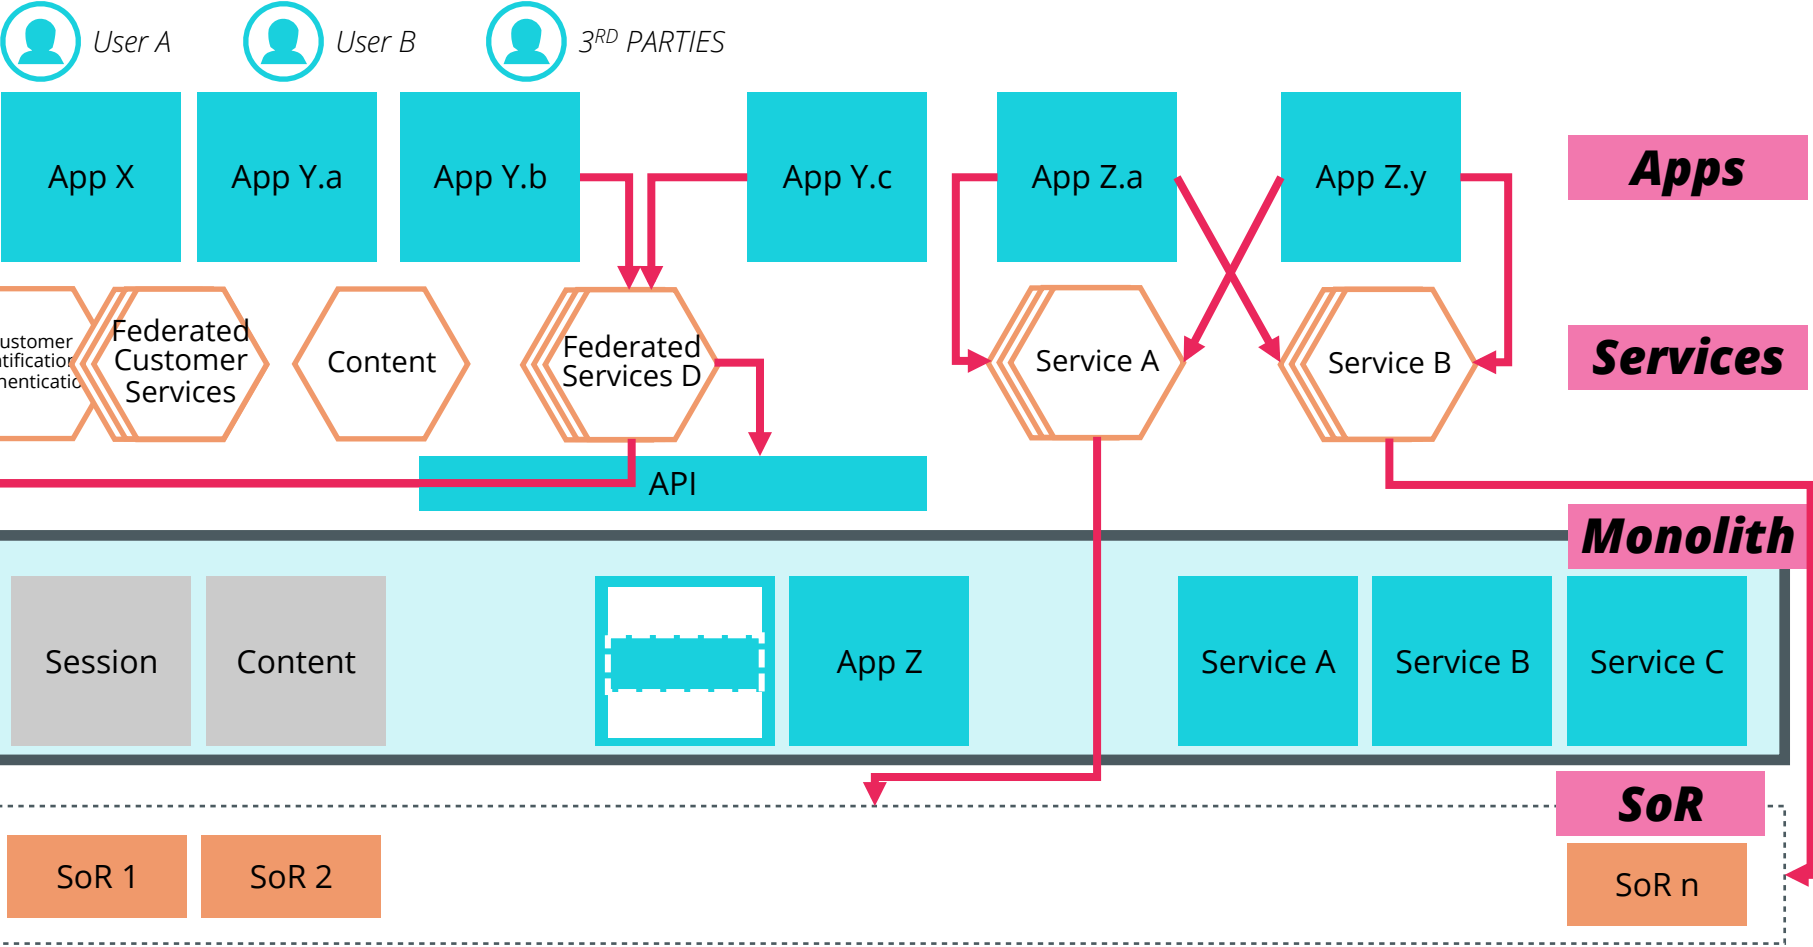 User A
User B
3RD PARTIES
App X
App Y.a
App Y.b
App Y.c
App Z.a
App Z.y
Apps
Federated
Customer
Services
Content
Federated
Services D
Service A
Service B
Services
API
Monolith
Session
Content
App Z
Service A
Service B
Service C
SoR
SoR 1
SoR 2
SoR n